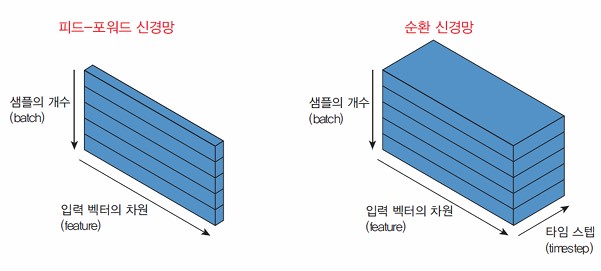 피드-포워드 신경망
샘플의 개수
(batch)
입력 벡터의 차원
(feature)
순환 신경망
샘플의 개수
(batch)
입력 벡터의 차원
(feature)
타임 스텝
(timestep)